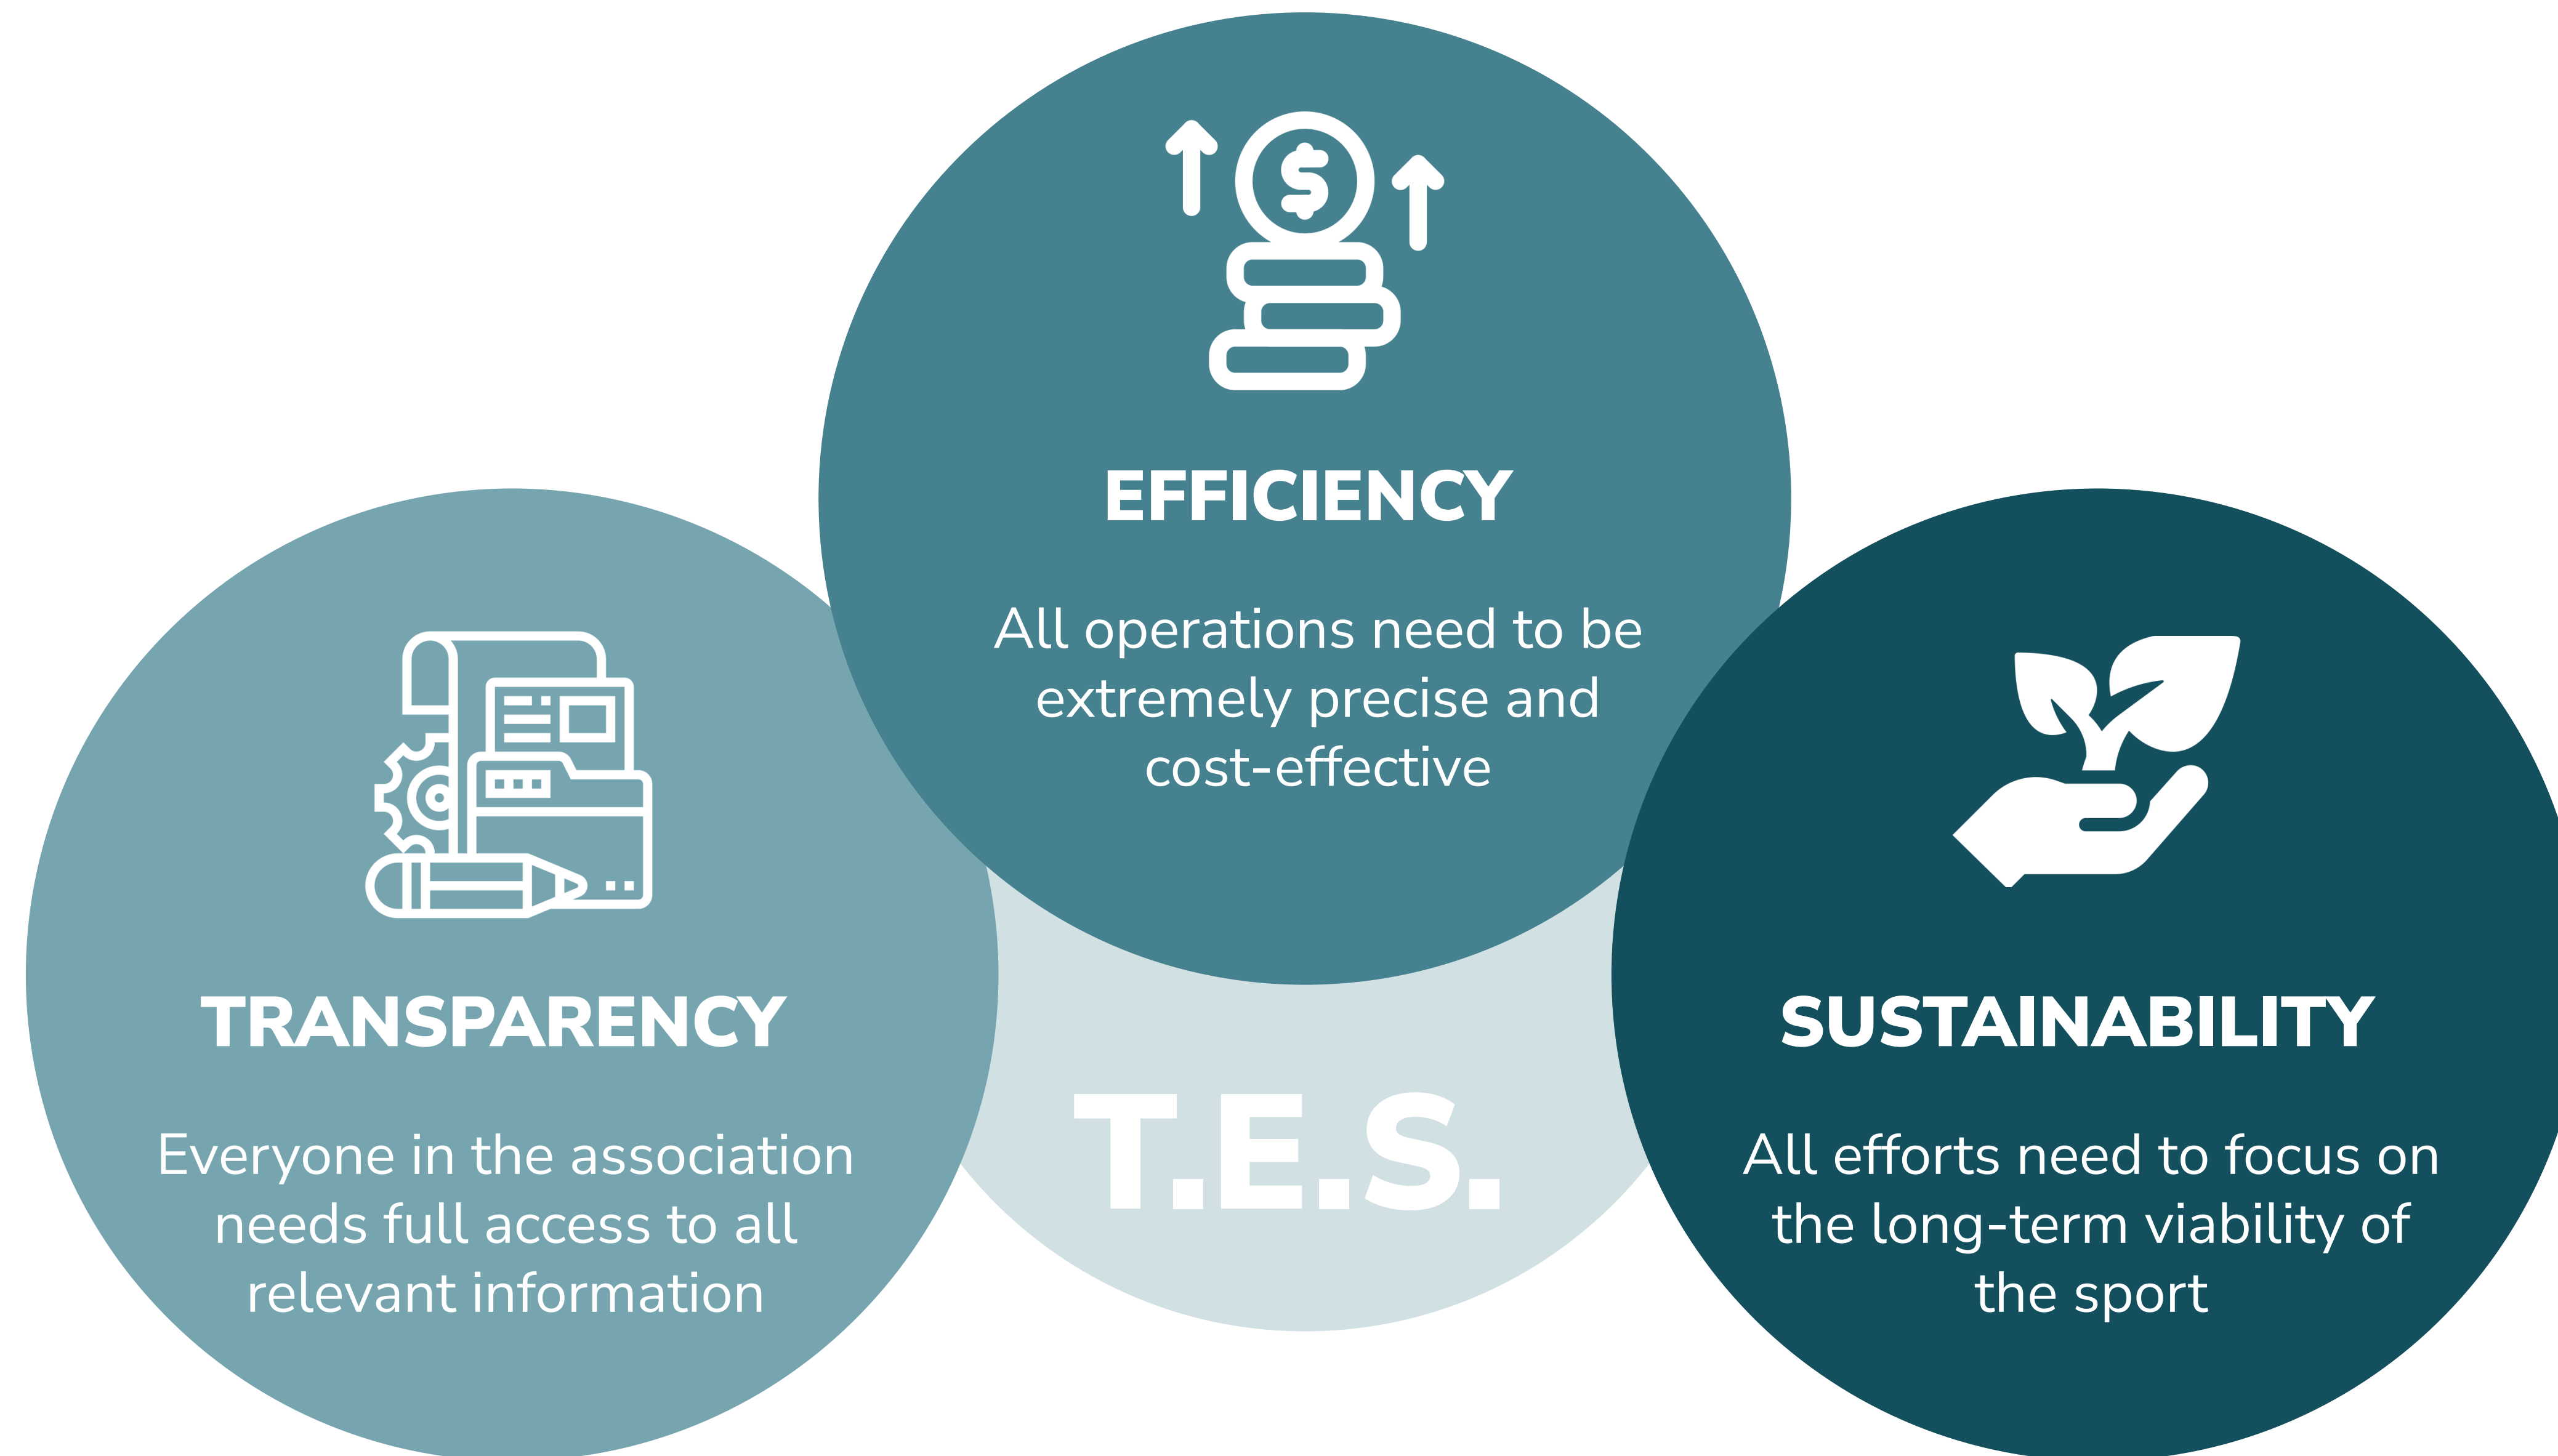 EFFICIENCY
All operations need to be
extremely precise and
cost-effective
TRANSPARENCY
Everyone in the association
needs full access to all
relevant information
T.E.S.
SUSTAINABILITY
All efforts need to focus on
the long-term viability of
the sport